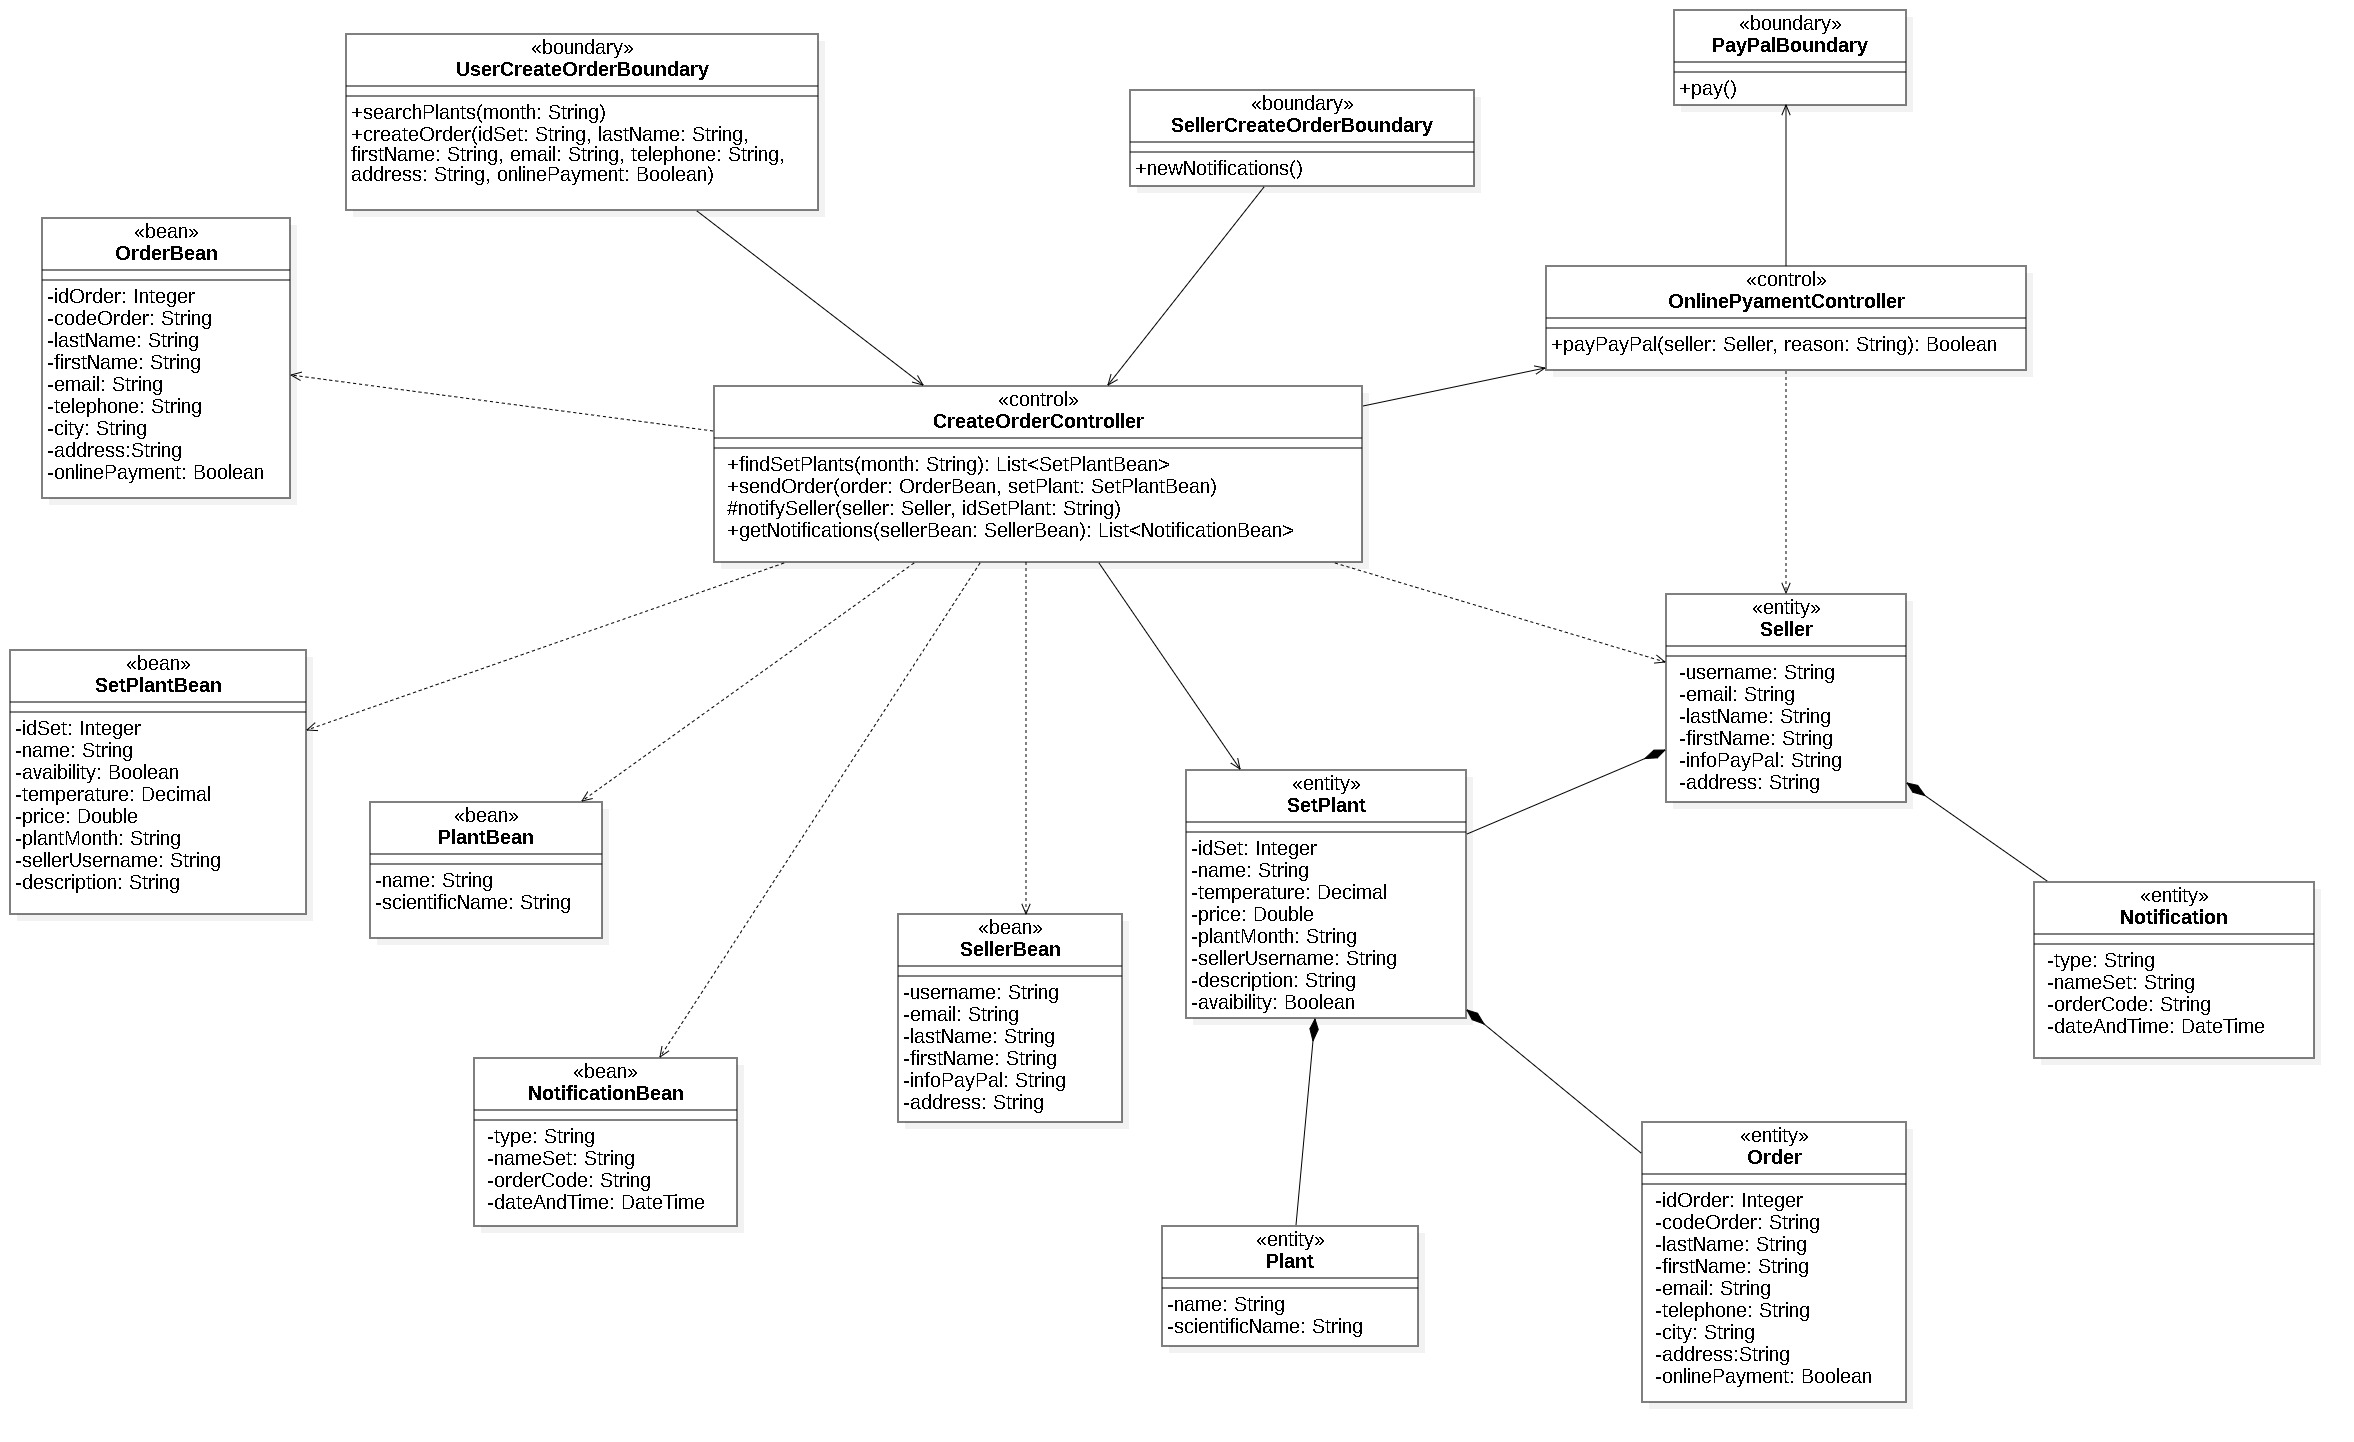 «boundary»
UserCreateOrderBoundary
+searchPlants(month: String)
+createOrder(idSet: String, lastName: String,
firstName: String, email: String, telephone: String,
address: String, onlinePayment: Boolean)
«boundary»
SellerCreateOrderBoundary
+newNotifications()
«boundary»
PayPalBoundary
+pay()
«bean»
OrderBean
-idOrder: Integer
-codeOrder: String
-lastName: String
-firstName: String
-email: String
-telephone: String
-city: String
-address:String
-onlinePayment: Boolean
«control»
OnlinePyamentController
+payPayPal(seller: Seller, reason: String): Boolean
«control»
CreateOrderController
+findSetPlants(month: String): List<SetPlantBean>
+sendOrder(order: OrderBean, setPlant: SetPlantBean)
#notifySeller(seller: Seller, idSetPlant: String)
+getNotifications(sellerBean: SellerBean): List<NotificationBean>
«entity»
Seller
-username: String
-email: String
-lastName: String
-firstName: String
-infoPayPal: String
-address: String
«bean»
SetPlantBean
-idSet: Integer
-name: String
-avaibility: Boolean
-temperature: Decimal
-price: Double
-plantMonth: String
-sellerUsername: String
-description: String
«bean»
PlantBean
-name: String
-scientificName: String
«entity»
SetPlant
-idSet: Integer
-name: String
-temperature: Decimal
-price: Double
-plantMonth: String
-sellerUsername: String
-description: String
-avaibility: Boolean
«entity»
Notification
-type: String
-nameSet: String
-orderCode: String
-dateAndTime: DateTime
«bean»
SellerBean
-username: String
-email: String
-lastName: String
-firstName: String
-infoPayPal: String
-address: String
«bean»
NotificationBean
-type: String
-nameSet: String
-orderCode: String
-dateAndTime: DateTime
«entity»
Order
-idOrder: Integer
-codeOrder: String
-lastName: String
-firstName: String
-email: String
-telephone: String
-city: String
-address:String
-onlinePayment: Boolean
«entity»
Plant
-name: String
-scientificName: String